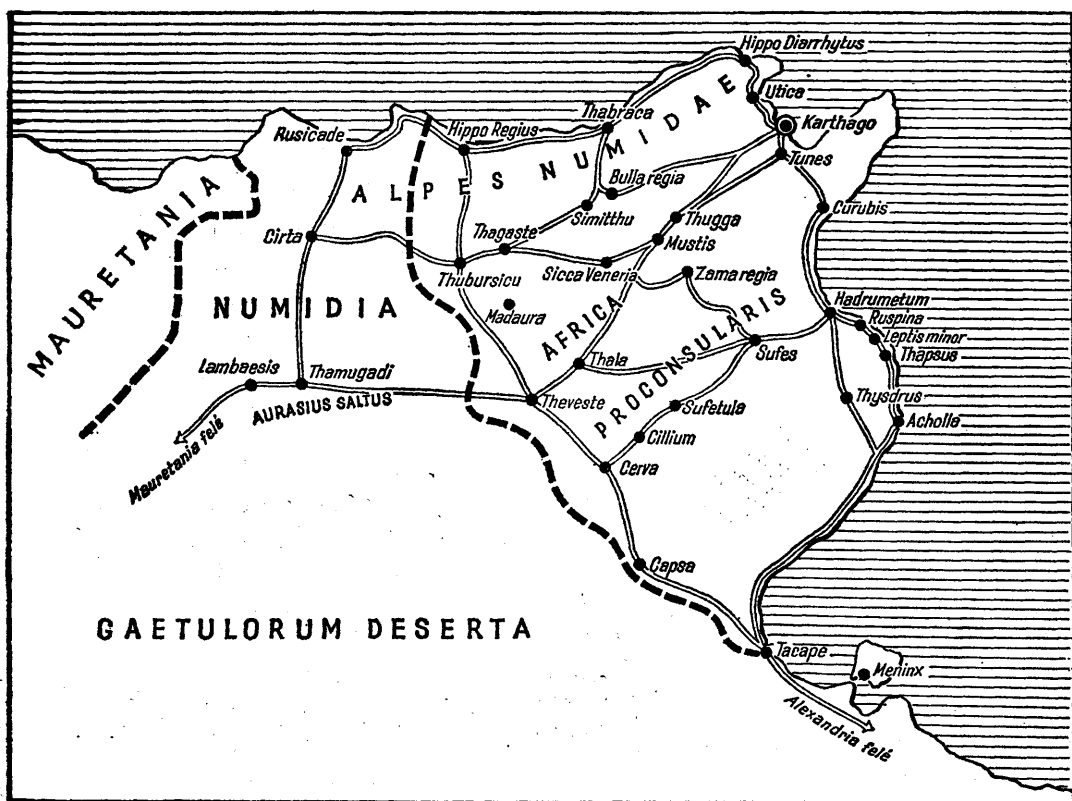 Hippo Diarrhytus
Utica
Karthago
Tunes
Thabraca
Rusicade
Hippo Regius
ALPES NUMIDAE
Bulla regia
Simitthu
Thugga
Curubis
MAURETANIA
Cirta
Thagaste
Mustis
Thubursicu
Sicca Veneria
Zama regia
NUMIDIA
Madaura
AFRICA
PROCONSULARIS
Hadrumetum
Ruspina
Leptis minor
Thapsus
Sufes
Lambaesis
Thamugadi
AURASIUS SALTUS
Thala
Theveste
Thysdrus
Sufetula
Acholla
Cillium
Cerva
Mauretania felé
Capsa
GAETULORUM DESERTA
Tacape
Meninx
Alexandria felé